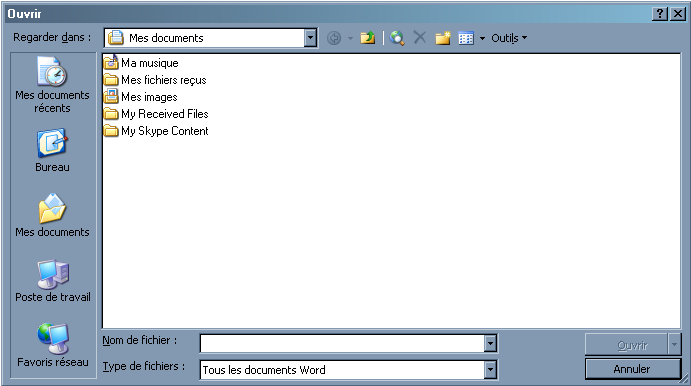 Ouvrir
Regarder dans :
Mes documents
Outils
Mes documents
récents
Bureau
Mes documents
Poste de travail
Favoris réseau
Ma musique
Mes fichiers reçus
Mes images
My Received Files
My Skype Content
Nom de fichier :
Ouvrir
Type de fichiers :
Tous les documents Word
Annuler